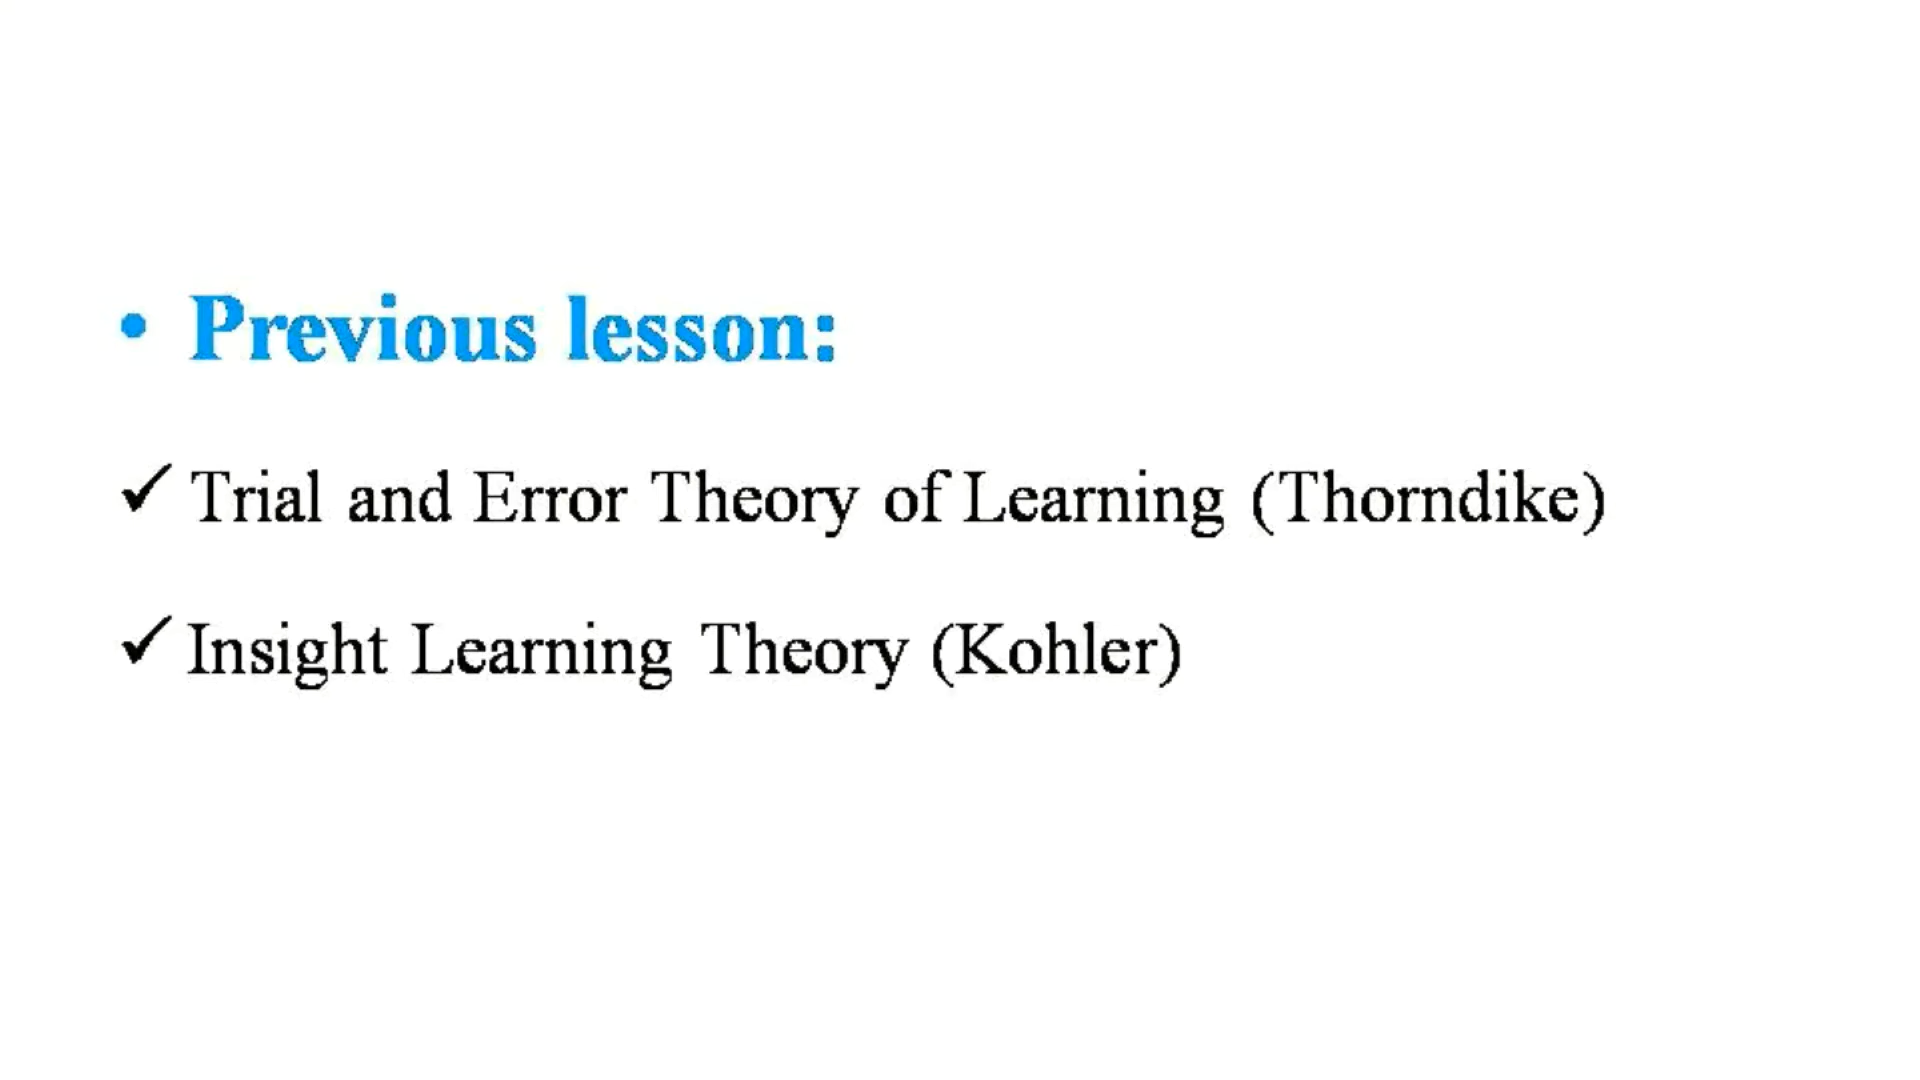 • Previous lesson:
✓ Trial and Error Theory of Learning (Thorndike)
✓ Insight Learning Theory (Kohler)